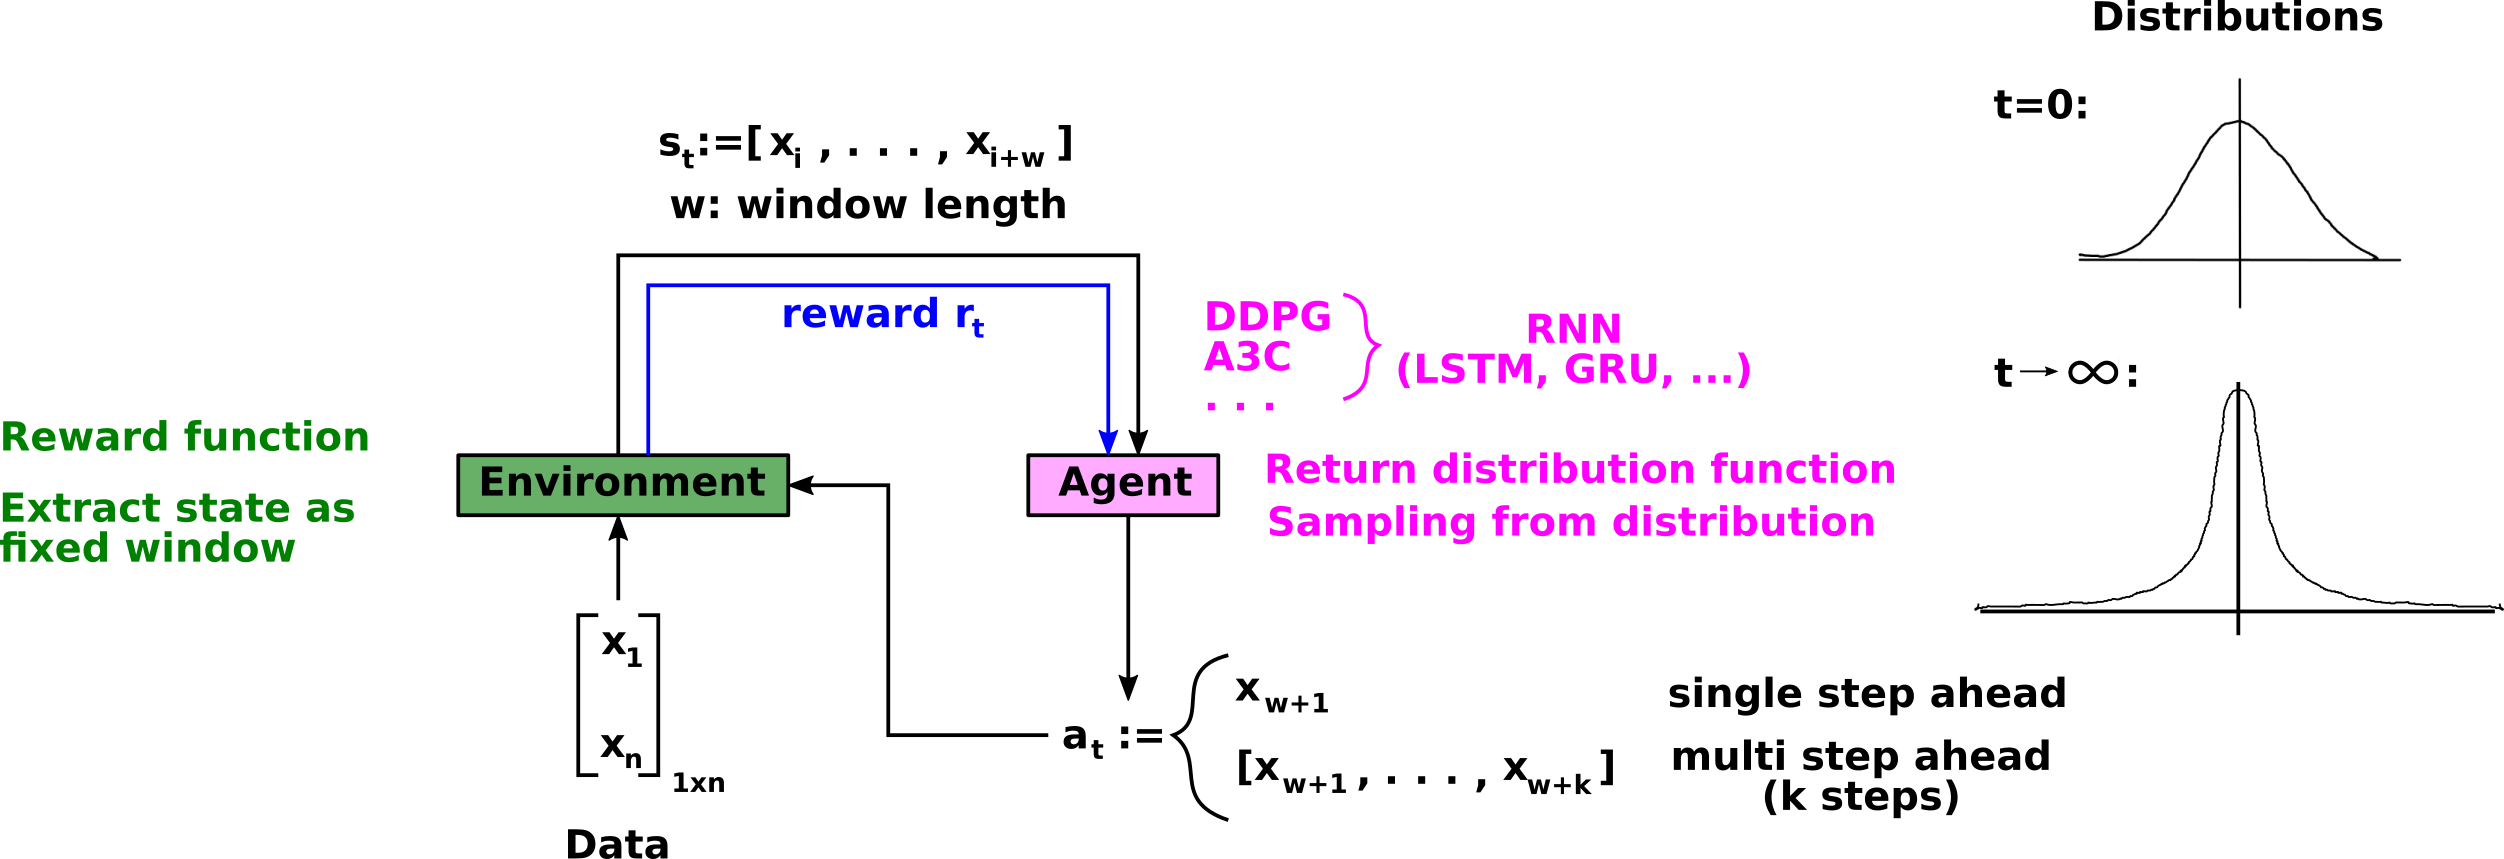 Distributions
t=0:
s_t:=[ x_i , . . . , x_{i+w} ]
w: window length
reward r_t
DDPG
A3C
. . .
RNN
(LSTM, GRU, ...)
t → ∞:
Reward function
Extract state as
fixed window
Environment
Agent
Return distribution function
Sampling from distribution
x_1
x_n
1xn
Data
a_t :=
x_{w+1}
single step ahead
[x_{w+1} , . . . , x_{w+k} ]
multi step ahead
(k steps)